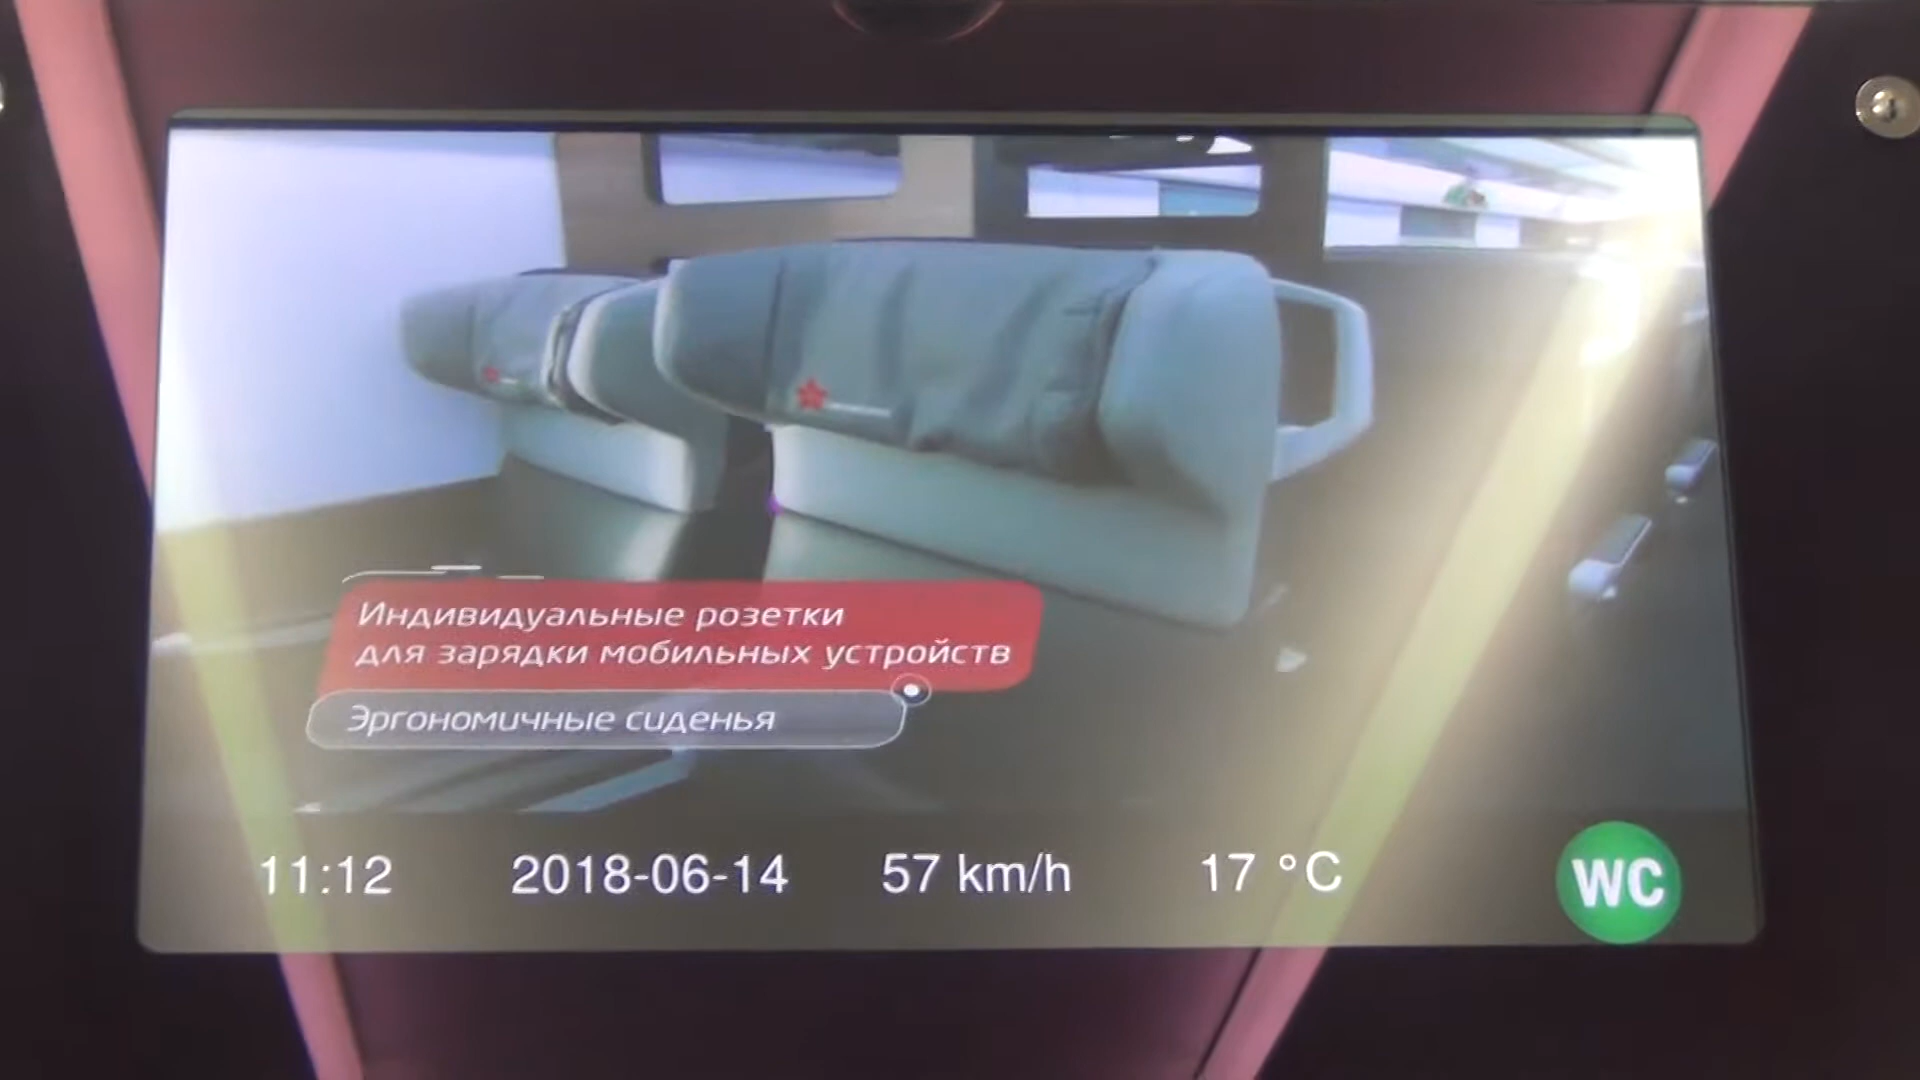 Индивидуальные розетки
для зарядки мобильных устройств
Эргономичные сиденья
11:12 2018-06-14 57 km/h 17 °C WC